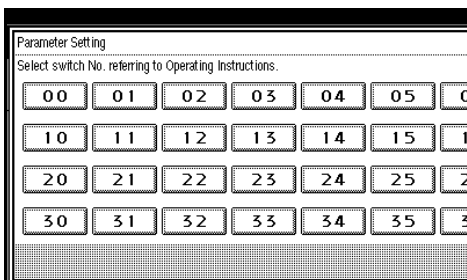 Parameter Setting
Select switch No. referring to Operating Instructions.
00 01 02 03 04 05
10 11 12 13 14 15
20 21 22 23 24 25
30 31 32 33 34 35